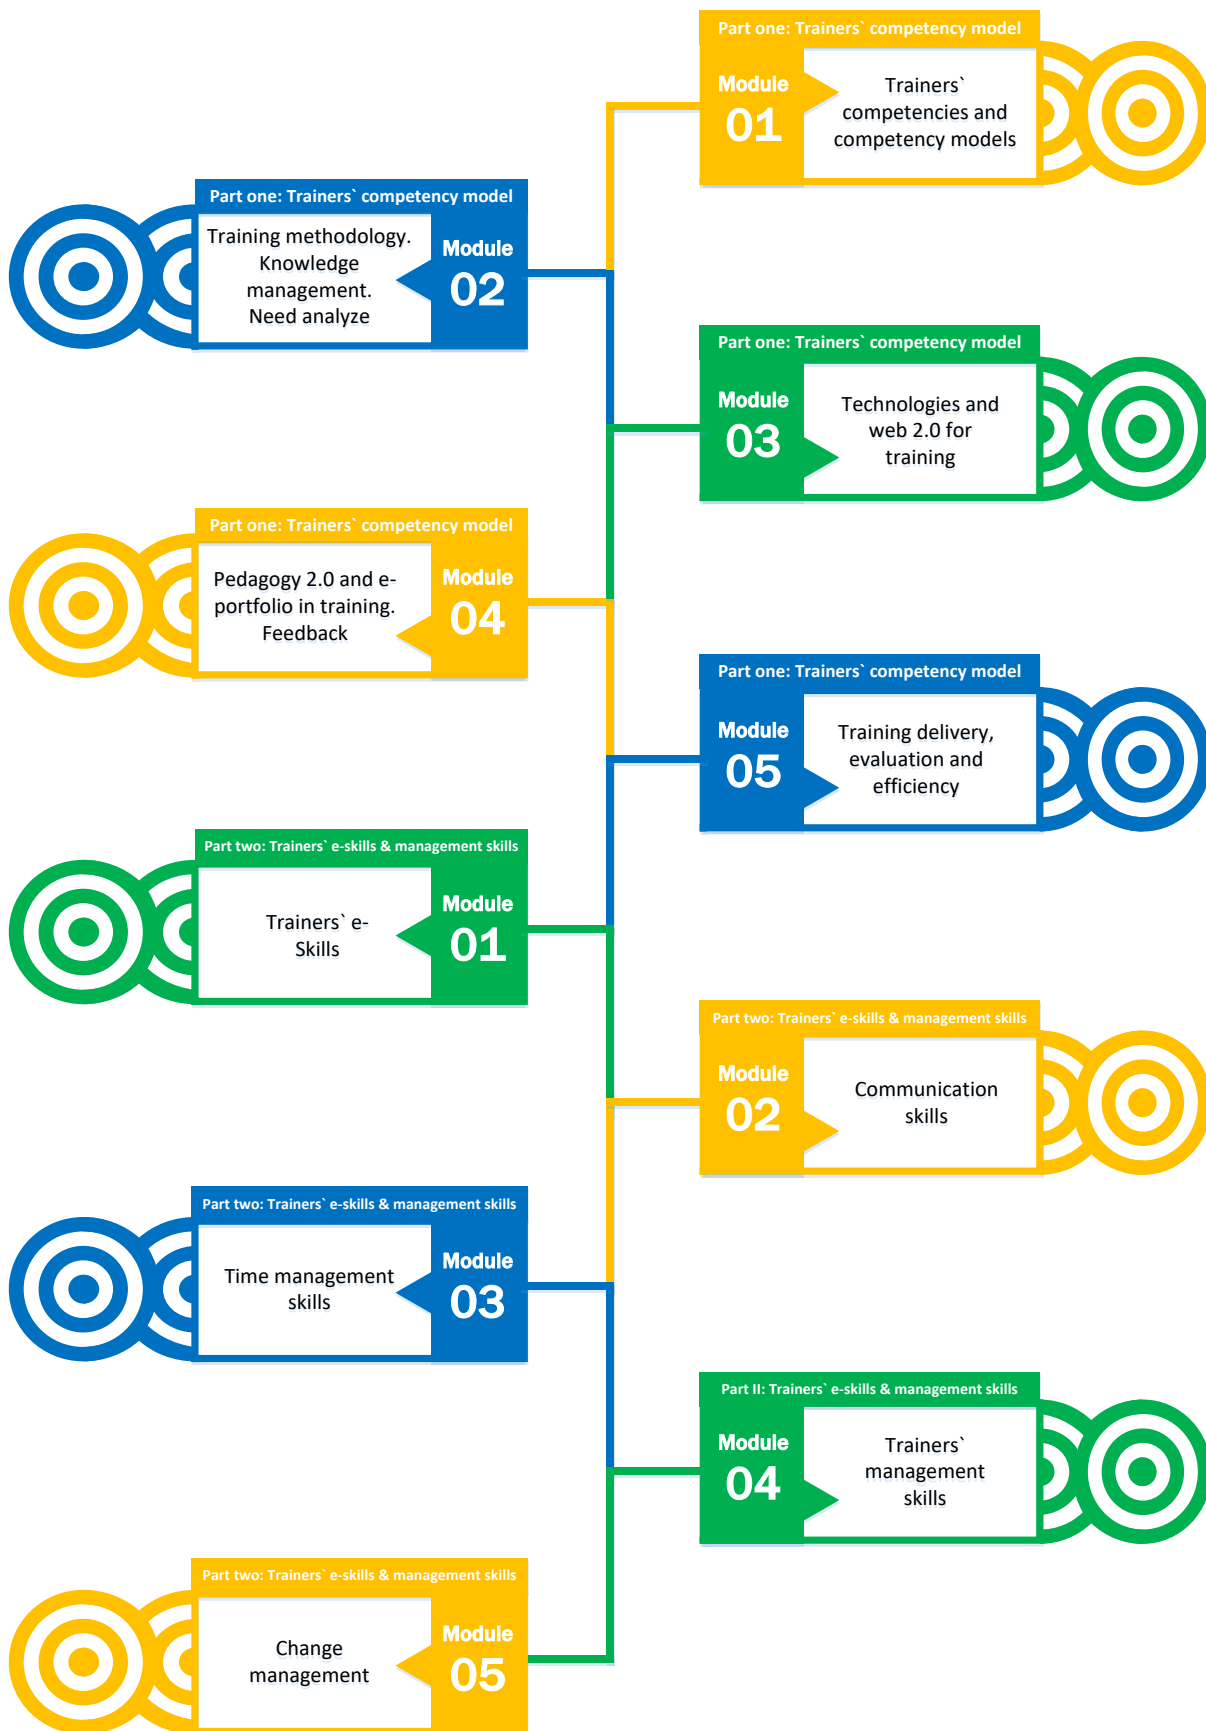 Part one: Trainers` competency model
Module
01
Trainers`
competencies and
competency models
Part one: Trainers` competency model
Training methodology.
Knowledge
management.
Need analyze
Module
02
Part one: Trainers` competency model
Module
03
Technologies and
web 2.0 for
training
Part one: Trainers` competency model
Pedagogy 2.0 and e-
portfolio in training.
Feedback
Module
04
Part one: Trainers` competency model
Module
05
Training delivery,
evaluation and
efficiency
Part two: Trainers` e-skills & management skills
Trainers` e-
Skills
Module
01
Part two: Trainers` e-skills & management skills
Module
02
Communication
skills
Part two: Trainers` e-skills & management skills
Time management
skills
Module
03
Part II: Trainers` e-skills & management skills
Module
04
Trainers`
management
skills
Part two: Trainers` e-skills & management skills
Change
management
Module
05